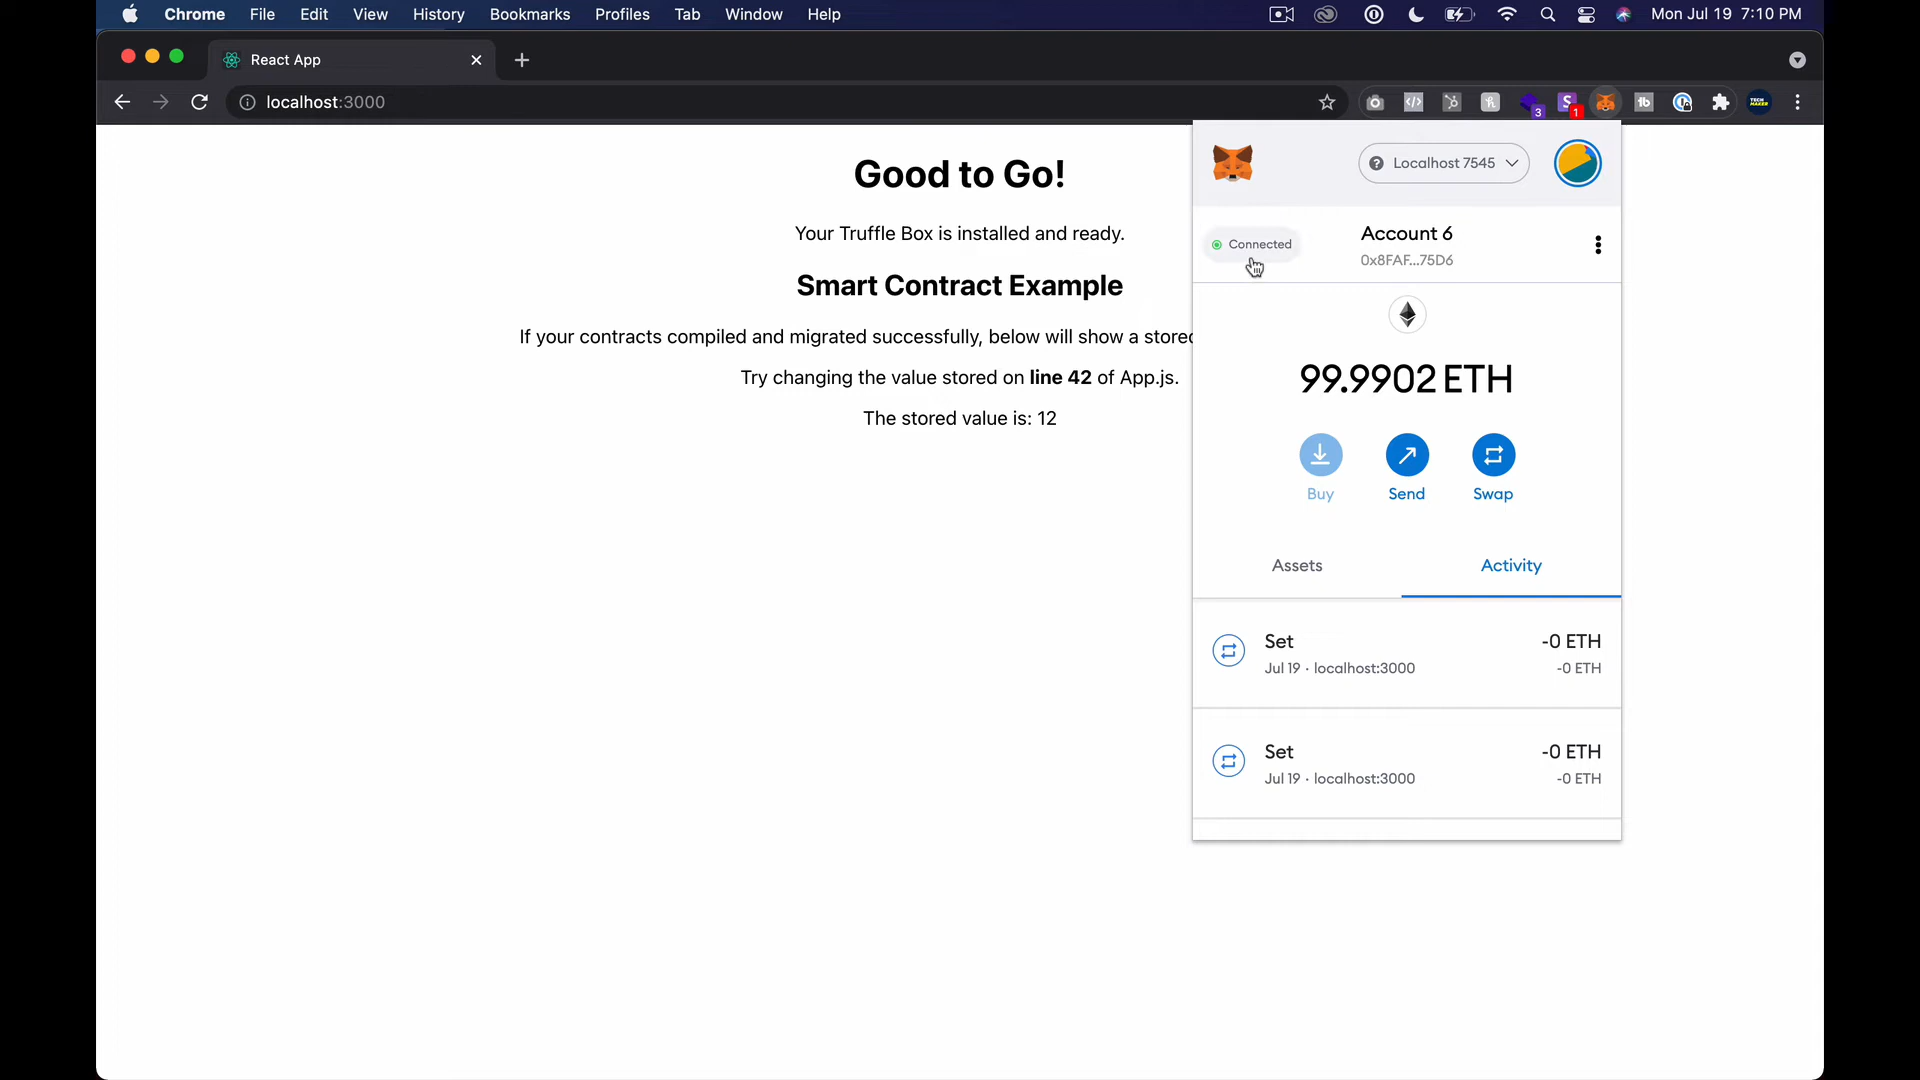 Chrome File Edit View History Bookmarks Profiles Tab Window Help Mon Jul 19 7:10 PM
React App
localhost:3000
3
1
Good to Go!
Your Truffle Box is installed and ready.
Smart Contract Example
If your contracts compiled and migrated successfully, below will show a stored
Try changing the value stored on line 42 of App.js.
The stored value is: 12
Localhost 7545
Connected
Account 6
0x8FAF...75D6
99.9902 ETH
Buy Send Swap
Assets Activity
Set -0 ETH
Jul 19 · localhost:3000 -0 ETH
Set -0 ETH
Jul 19 · localhost:3000 -0 ETH